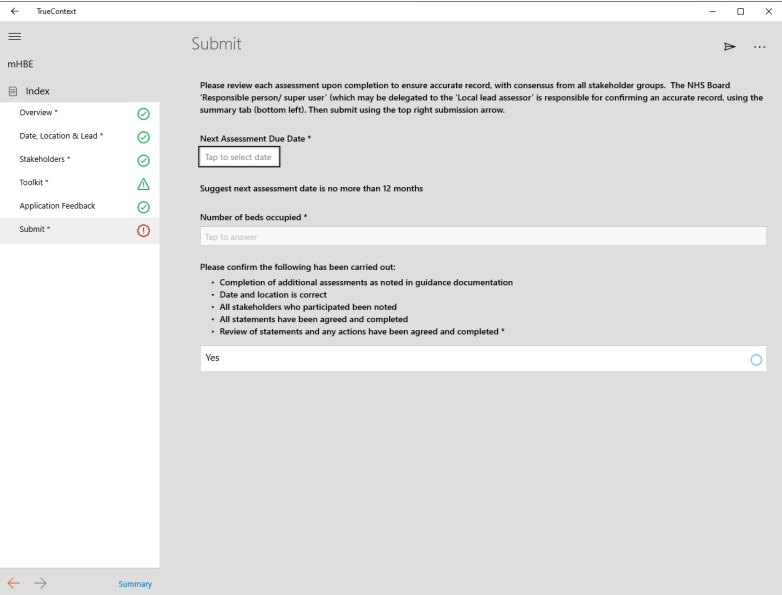 TrueContext
mHBE
Index
Overview *
Date, Location & Lead *
Stakeholders *
Toolkit *
Application Feedback
Submit *
Summary
Submit
Please review each assessment upon completion to ensure accurate record, with consensus from all stakeholder groups. The NHS Board
'Responsible person/ super user' (which may be delegated to the 'Local lead assessor' is responsible for confirming an accurate record, using the
summary tab (bottom left). Then submit using the top right submission arrow.
Next Assessment Due Date *
Tap to select date
Suggest next assessment date is no more than 12 months
Number of beds occupied *
Tap to answer
Please confirm the following has been carried out:
• Completion of additional assessments as noted in guidance documentation
• Date and location is correct
• All stakeholders who participated been noted
• All statements have been agreed and completed
• Review of statements and any actions have been agreed and completed *
Yes